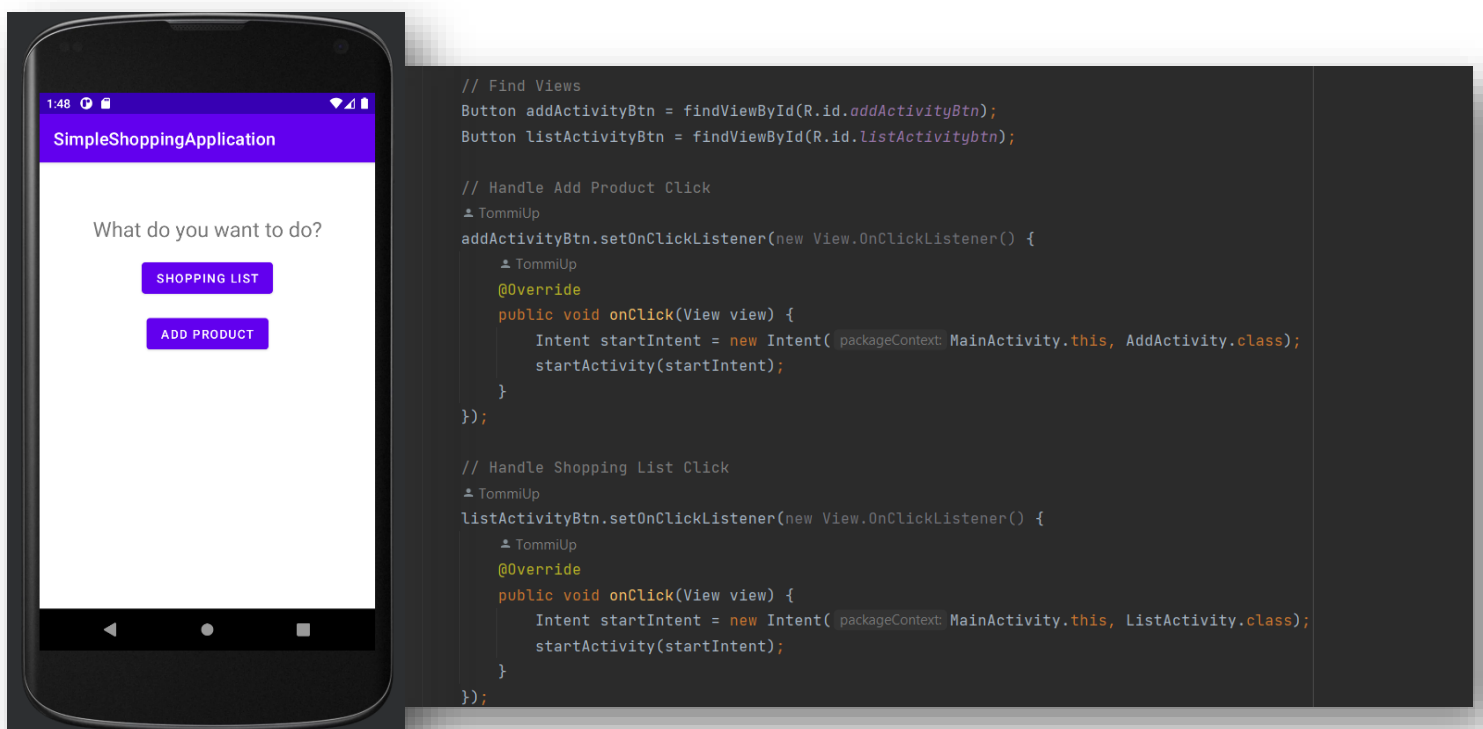 1:48
SimpleShoppingApplication
What do you want to do?
SHOPPING LIST
ADD PRODUCT
// Find Views
Button addActivityBtn = findViewById(R.id.addActivityBtn);
Button listActivityBtn = findViewById(R.id.listActivitybtn);
// Handle Add Product Click
TommiUp
addActivityBtn.setOnClickListener(new View.OnClickListener() {
TommiUp
@Override
public void onClick(View view) {
Intent startIntent = new Intent( packageContext: MainActivity.this, AddActivity.class);
startActivity(startIntent);
}
});
// Handle Shopping List Click
TommiUp
listActivityBtn.setOnClickListener(new View.OnClickListener() {
TommiUp
@Override
public void onClick(View view) {
Intent startIntent = new Intent( packageContext: MainActivity.this, ListActivity.class);
startActivity(startIntent);
}
});